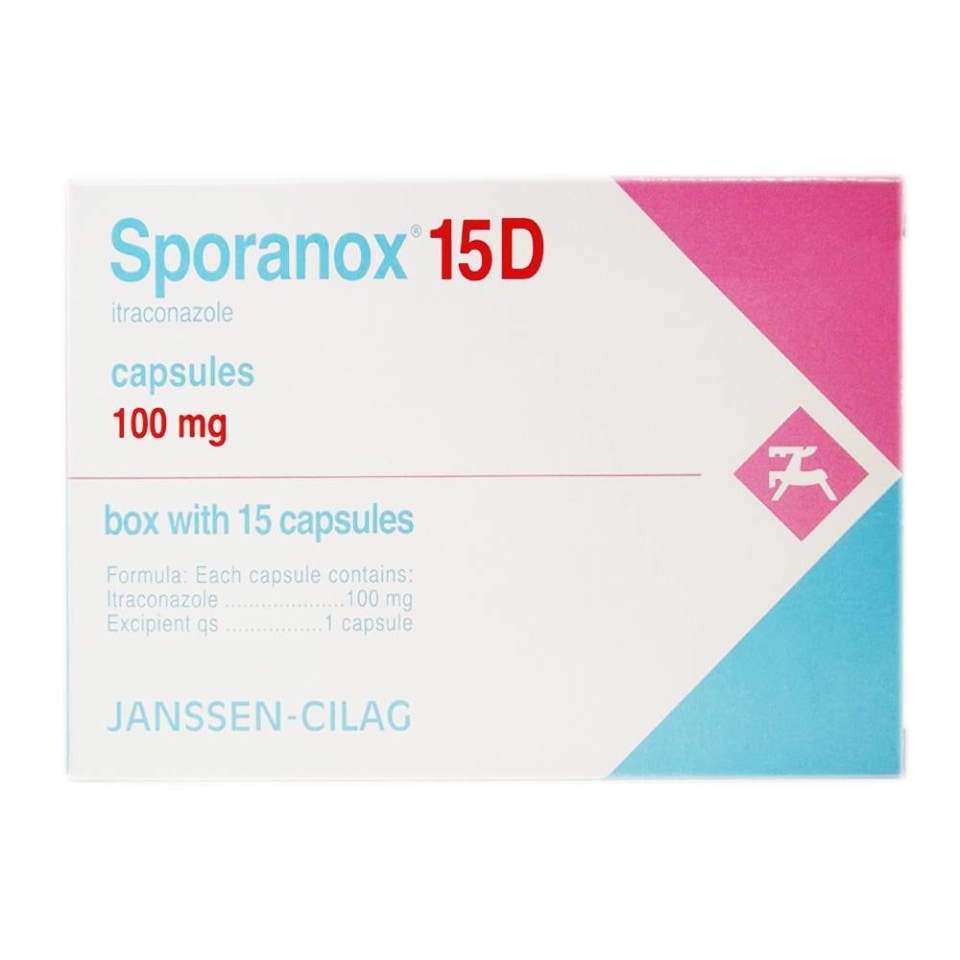 Sporanox® 15D
itraconazole
capsules
100 mg
box with 15 capsules
Formula: Each capsule contains:
Itraconazole ....................100 mg
Excipient qs ................1 capsule
JANSSEN-CILAG